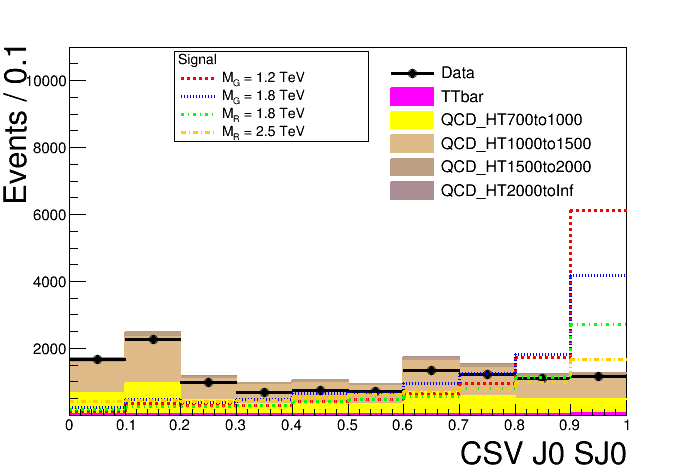 Events / 0.1
10000
8000
6000
4000
2000
Signal
M_G = 1.2 TeV
M_G = 1.8 TeV
M_R = 1.8 TeV
M_R = 2.5 TeV
Data
TTbar
QCD_HT700to1000
QCD_HT1000to1500
QCD_HT1500to2000
QCD_HT2000toInf
0 0.1 0.2 0.3 0.4 0.5 0.6 0.7 0.8 0.9 1
CSV J0 SJ0